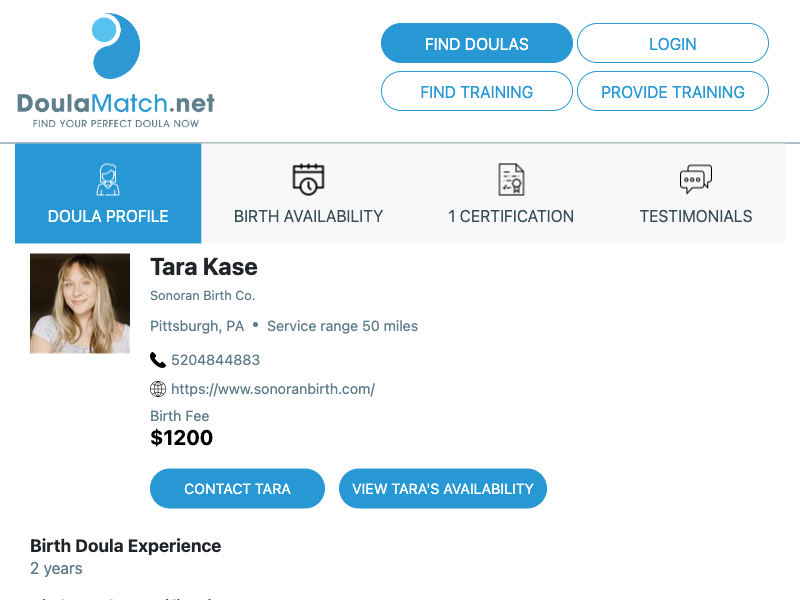 DoulaMatch.net
FIND YOUR PERFECT DOULA NOW
FIND DOULAS
LOGIN
FIND TRAINING
PROVIDE TRAINING
DOULA PROFILE
BIRTH AVAILABILITY
1 CERTIFICATION
TESTIMONIALS
Tara Kase
Sonoran Birth Co.
Pittsburgh, PA • Service range 50 miles
5204844883
https://www.sonoranbirth.com/
Birth Fee
$1200
CONTACT TARA
VIEW TARA'S AVAILABILITY
Birth Doula Experience
2 years